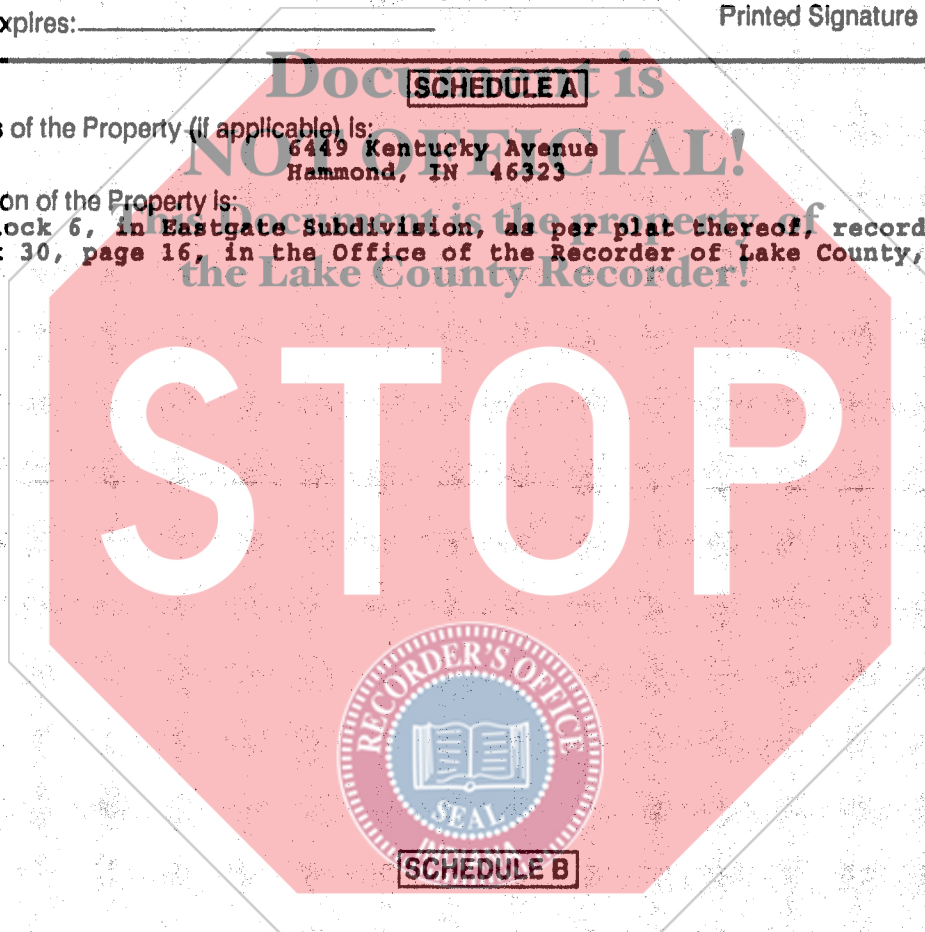 xpires:
Printed Signature
Document is
SCHEDULE A
s of the Property (if applicable) is:
NOT OFFICIAL!
6449 Kentucky Avenue
Hammond, IN 46323
on of the Property is:
This Document is the property of
ock 6, in Eastgate Subdivision, as per plat thereof, record
30, page 16, in the Office of the Recorder of Lake County,
the Lake County Recorder!
STOP
RECORDER'S OFFICE
SEAL
INDIANA
SCHEDULE B